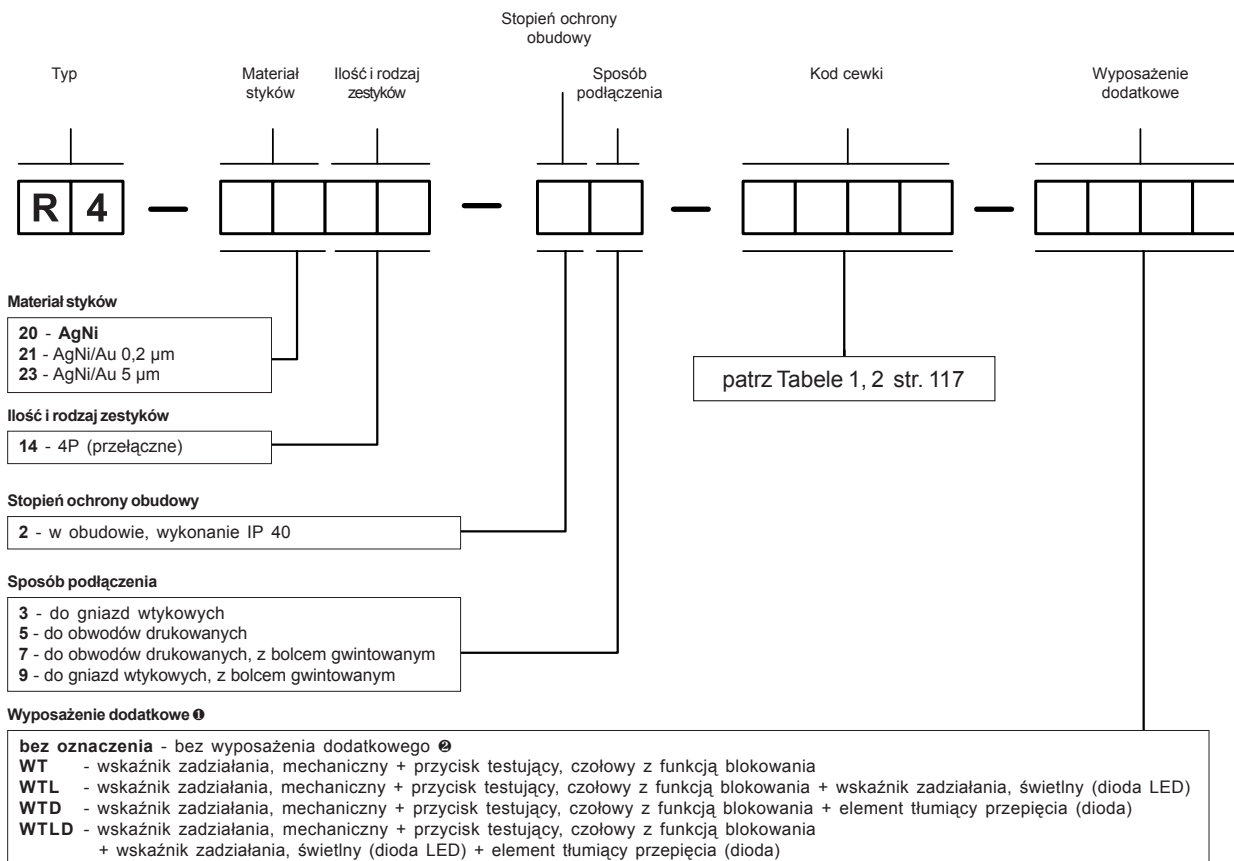 Stopień ochrony
obudowy
Typ
Materiał
styków
Ilość i rodzaj
zestyków
Sposób
podłączenia
Kod cewki
Wyposażenie
dodatkowe
R 4 — — — —
Materiał styków
20 - AgNi
21 - AgNi/Au 0,2 µm
23 - AgNi/Au 5 µm
patrz Tabele 1, 2 str. 117
Ilość i rodzaj zestyków
14 - 4P (przełączne)
Stopień ochrony obudowy
2 - w obudowie, wykonanie IP 40
Sposób podłączenia
3 - do gniazd wtykowych
5 - do obwodów drukowanych
7 - do obwodów drukowanych, z bolcem gwintowanym
9 - do gniazd wtykowych, z bolcem gwintowanym
Wyposażenie dodatkowe ❶
bez oznaczenia - bez wyposażenia dodatkowego ❷
WT - wskaźnik zadziałania, mechaniczny + przycisk testujący, czołowy z funkcją blokowania
WTL - wskaźnik zadziałania, mechaniczny + przycisk testujący, czołowy z funkcją blokowania + wskaźnik zadziałania, świetlny (dioda LED)
WTD - wskaźnik zadziałania, mechaniczny + przycisk testujący, czołowy z funkcją blokowania + element tłumiący przepięcia (dioda)
WTLD - wskaźnik zadziałania, mechaniczny + przycisk testujący, czołowy z funkcją blokowania
+ wskaźnik zadziałania, świetlny (dioda LED) + element tłumiący przepięcia (dioda)